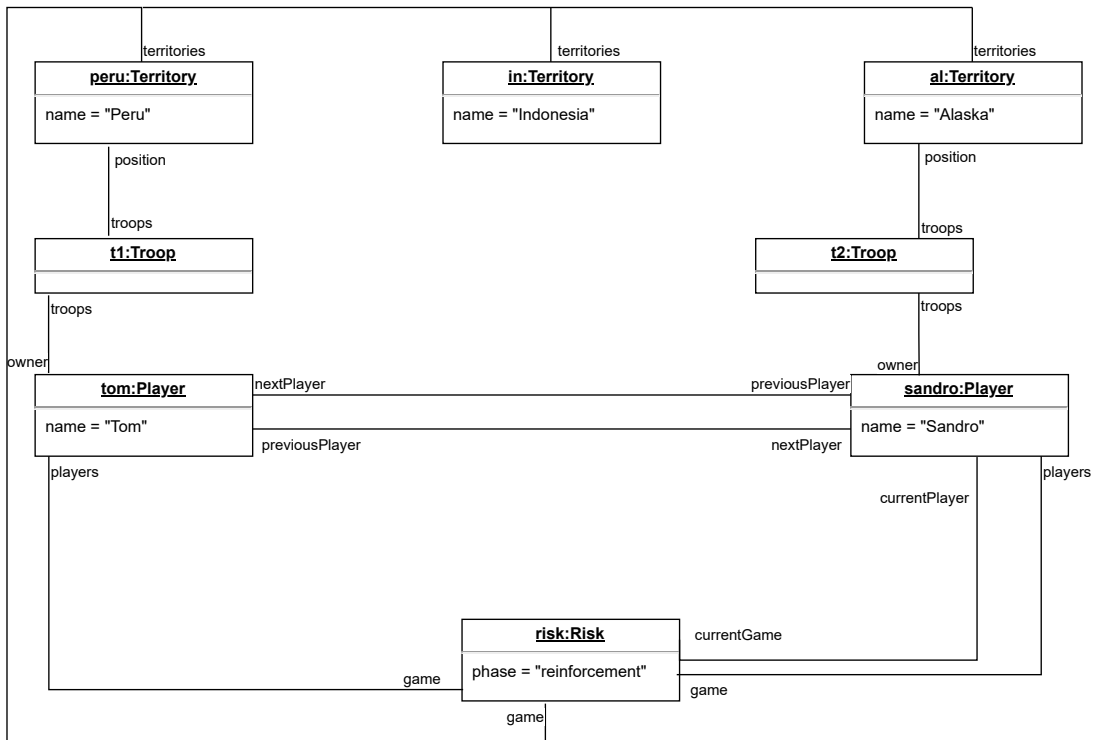 territories
territories
territories
peru:Territory
in:Territory
al:Territory
name = "Peru"
name = "Indonesia"
name = "Alaska"
position
position
troops
troops
t1:Troop
t2:Troop
troops
troops
owner
owner
tom:Player
nextPlayer
previousPlayer
sandro:Player
name = "Tom"
name = "Sandro"
previousPlayer
nextPlayer
players
players
currentPlayer
risk:Risk
currentGame
phase = "reinforcement"
game
game
game